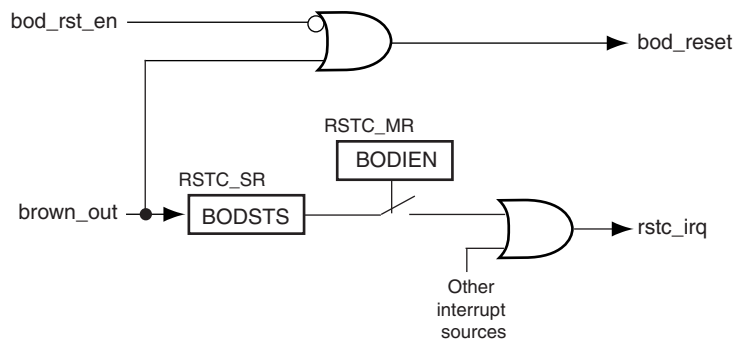 bod_rst_en
bod_reset
RSTC_MR
BODIEN
RSTC_SR
brown_out
BODSTS
rstc_irq
Other
interrupt
sources